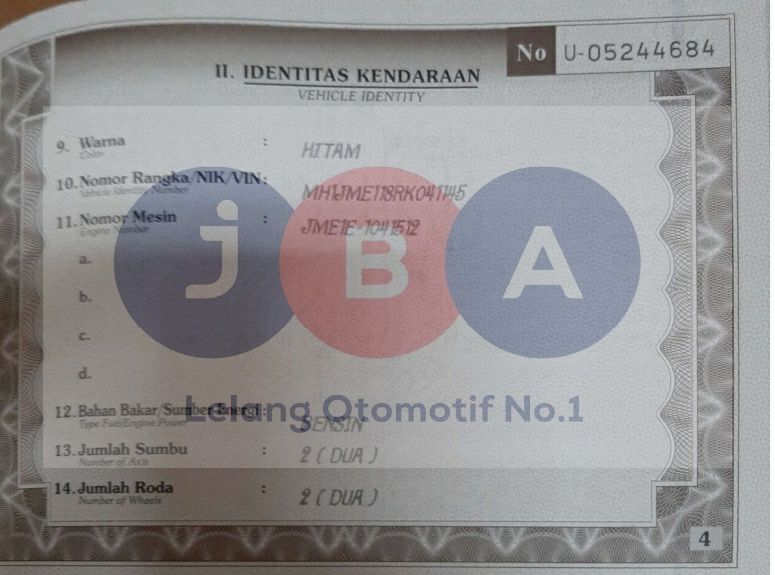 No U-05244684
II. IDENTITAS KENDARAAN
VEHICLE IDENTITY
9. Warna : HITAM
Color
10. Nomor Rangka/NIK/VIN: MH1JME118RK041145
Vehicle Identity Number
11. Nomor Mesin : JME1E-1041512
Engine Number
a.
b.
c.
d.
jBA
Lelang Otomotif No.1
12. Bahan Bakar/Sumber Energi: BENSIN
Type Fuel/Engine Power
13. Jumlah Sumbu : 2 ( DUA )
Number of Axis
14. Jumlah Roda : 2 ( DUA )
Number of Wheels
4